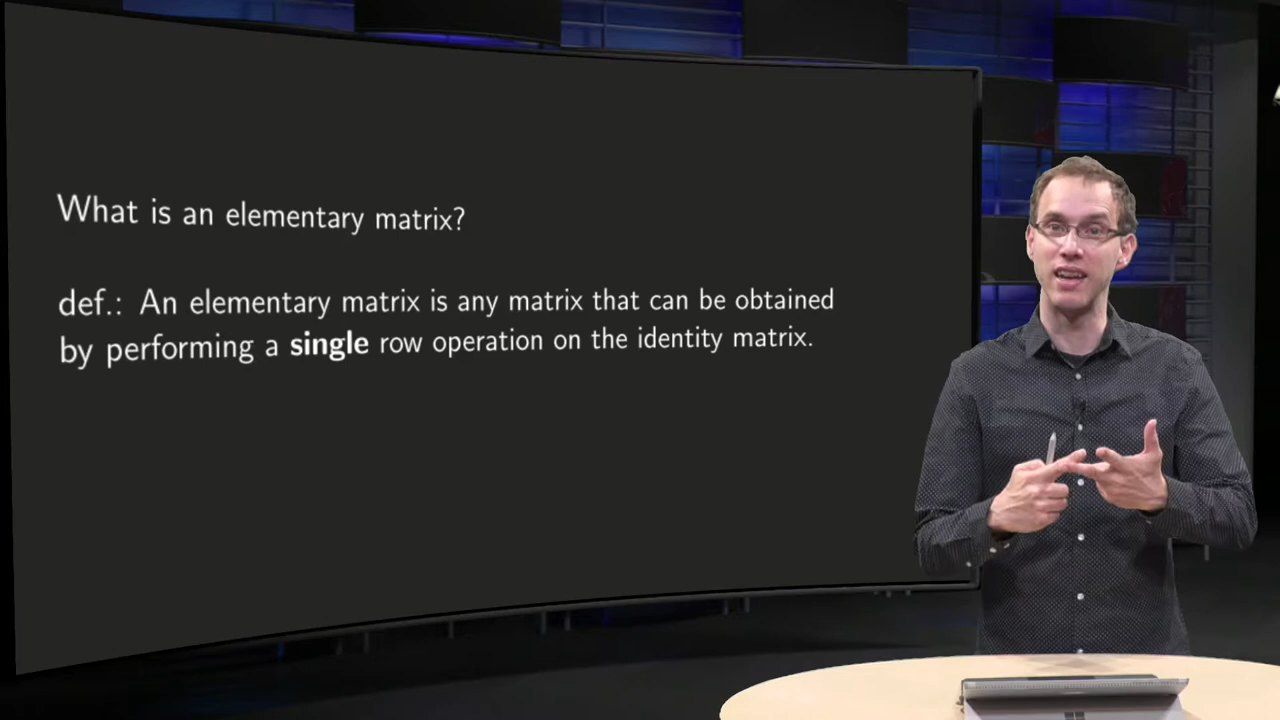 What is an elementary matrix?
def.: An elementary matrix is any matrix that can be obtained
by performing a single row operation on the identity matrix.